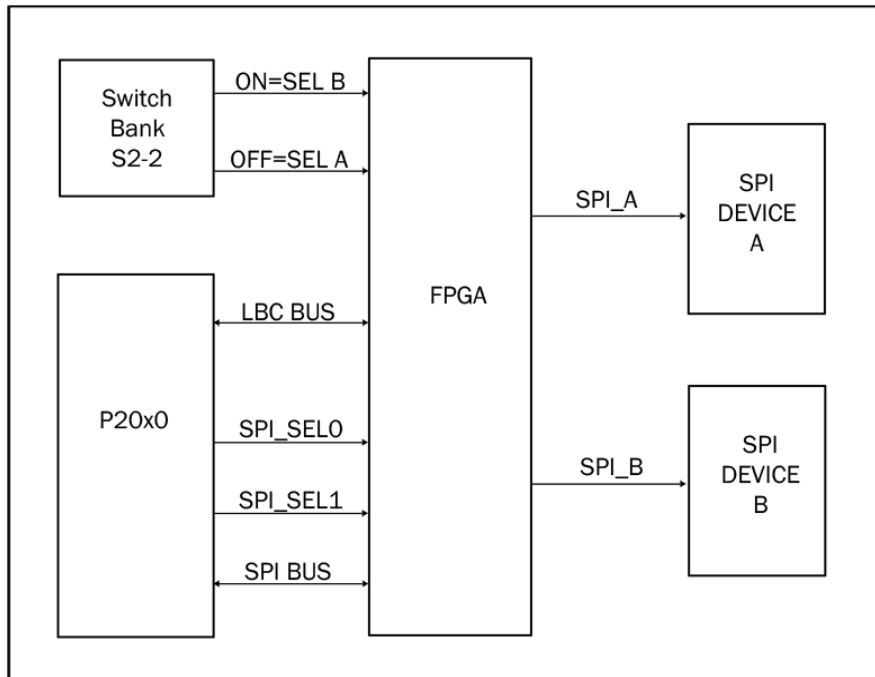 Switch
Bank
S2-2
ON=SEL B
OFF=SEL A
P20x0
LBC BUS
SPI_SEL0
SPI_SEL1
SPI BUS
FPGA
SPI_A
SPI_B
SPI
DEVICE
A
SPI
DEVICE
B